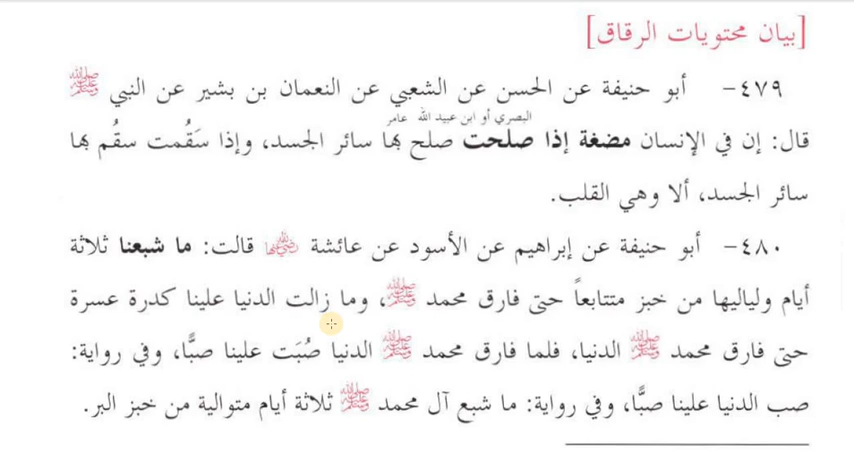 [بيان محتويات الرقاق]
٤٧٩- أبو حنيفة عن الحسن عن الشعبي عن النعمان بن بشير عن النبي ﷺ
البصري أو ابن عبيد الله عامر
قال: إن في الإنسان مضغة إذا صلحت صلح بها سائر الجسد، وإذا سَقُمت سقُم بها
سائر الجسد، ألا وهي القلب.
٤٨٠- أبو حنيفة عن إبراهيم عن الأسود عن عائشة رضي الله عنها قالت: ما شبعنا ثلاثة
أيام ولياليها من خبز متتابعاً حتى فارق محمد ﷺ، وما زالت الدنيا علينا كدرة عسرة
حتى فارق محمد ﷺ الدنيا، فلما فارق محمد ﷺ الدنيا صُبَت علينا صبًّا، وفي رواية:
صب الدنيا علينا صبًّا، وفي رواية: ما شبع آل محمد ﷺ ثلاثة أيام متوالية من خبز البر.